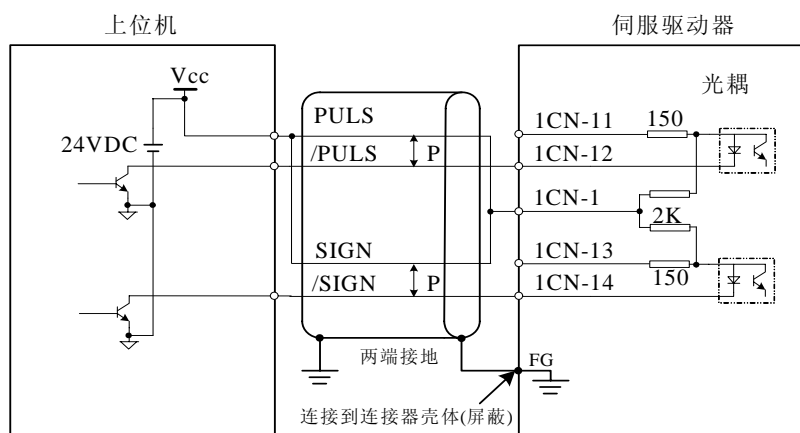 上位机
伺服驱动器
Vcc
光耦
PULS
1CN-11
150
24VDC
/PULS
P
1CN-12
1CN-1
2K
SIGN
1CN-13
/SIGN
P
1CN-14
150
两端接地
FG
连接到连接器壳体(屏蔽)